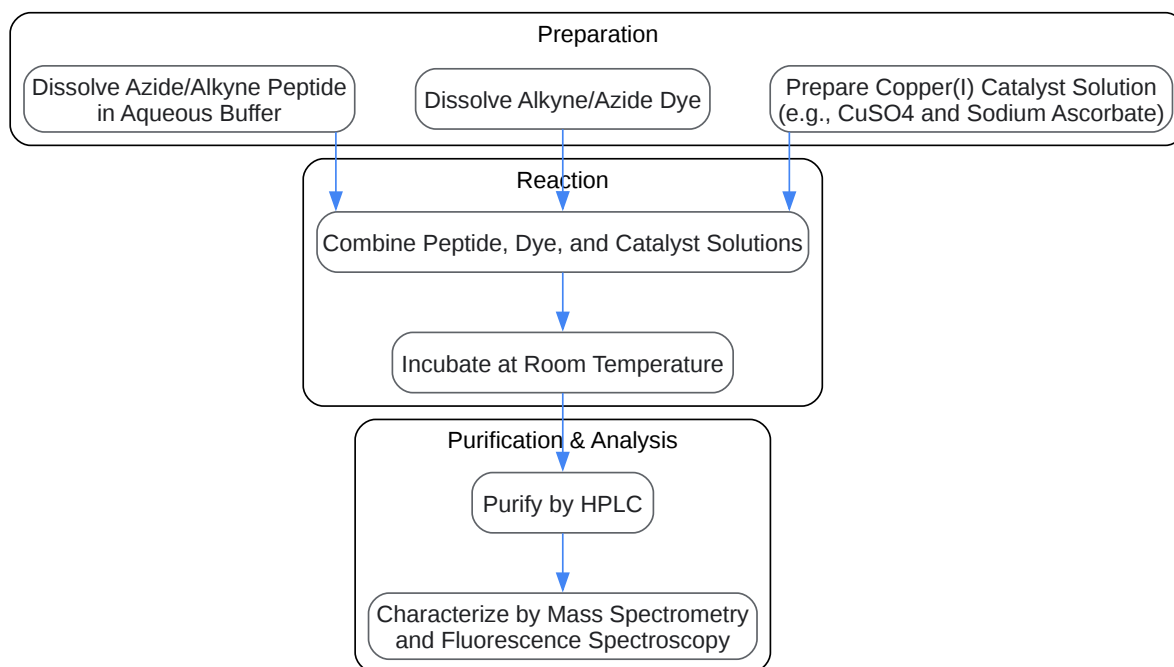 Preparation
Dissolve Azide/Alkyne Peptide
in Aqueous Buffer
Dissolve Alkyne/Azide Dye
Prepare Copper(I) Catalyst Solution
(e.g., CuSO4 and Sodium Ascorbate)
Reaction
Combine Peptide, Dye, and Catalyst Solutions
Incubate at Room Temperature
Purification & Analysis
Purify by HPLC
Characterize by Mass Spectrometry
and Fluorescence Spectroscopy